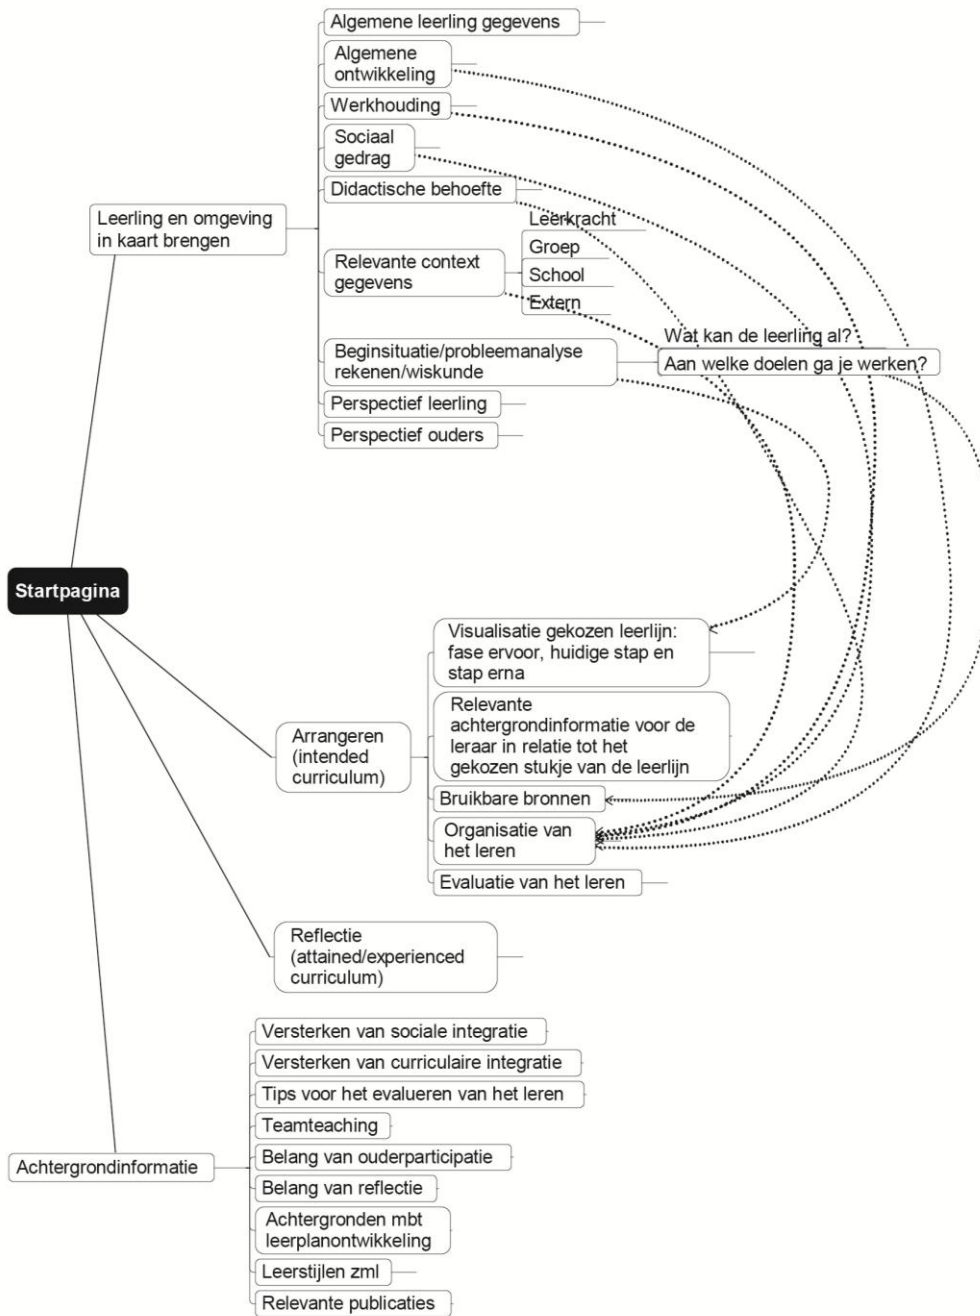 Algemene leerling gegevens
Algemene
ontwikkeling
Werkhouding
Sociaal
gedrag
Didactische behoefte
Leerling en omgeving
in kaart brengen
Leerkracht
Groep
School
Extern
Relevante context
gegevens
Wat kan de leerling al?
Aan welke doelen ga je werken?
Beginsituatie/probleemanalyse
rekenen/wiskunde
Perspectief leerling
Perspectief ouders
Startpagina
Visualisatie gekozen leerlijn:
fase ervoor, huidige stap en
stap erna
Relevante
achtergrondinformatie voor de
leraar in relatie tot het
gekozen stukje van de leerlijn
Arrangeren
(intended
curriculum)
Bruikbare bronnen
Organisatie van
het leren
Evaluatie van het leren
Reflectie
(attained/experienced
curriculum)
Versterken van sociale integratie
Versterken van curriculaire integratie
Tips voor het evalueren van het leren
Teamteaching
Belang van ouderparticipatie
Achtergrondinformatie
Belang van reflectie
Achtergronden mbt
leerplanontwikkeling
Leerstijlen zml
Relevante publicaties